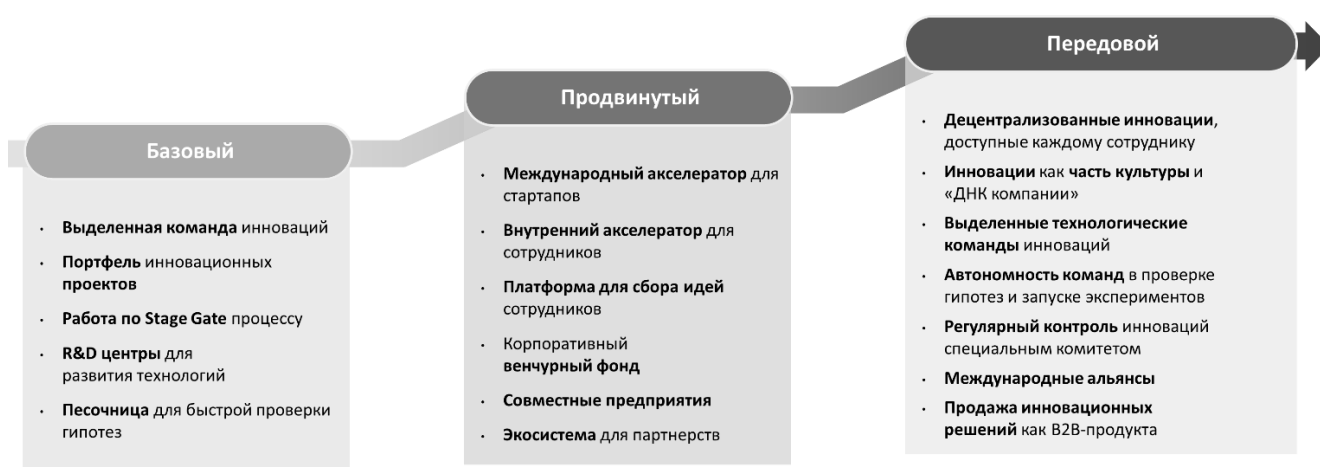 Базовый
· Выделенная команда инноваций
· Портфель инновационных
проектов
· Работа по Stage Gate процессу
· R&D центры для
развития технологий
· Песочница для быстрой проверки
гипотез
Продвинутый
· Международный акселератор для
стартапов
· Внутренний акселератор для
сотрудников
· Платформа для сбора идей
сотрудников
· Корпоративный
венчурный фонд
· Совместные предприятия
· Экосистема для партнерств
Передовой
· Децентрализованные инновации,
доступные каждому сотруднику
· Инновации как часть культуры и
«ДНК компании»
· Выделенные технологические
команды инноваций
· Автономность команд в проверке
гипотез и запуске экспериментов
· Регулярный контроль инноваций
специальным комитетом
· Международные альянсы
· Продажа инновационных
решений как B2B-продукта